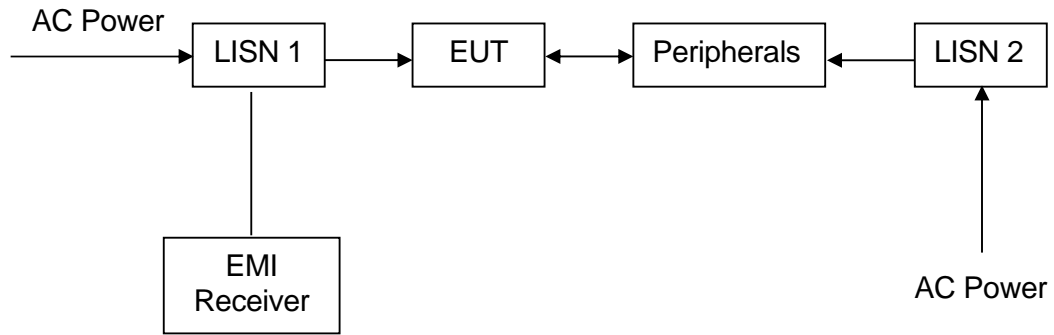 AC Power
LISN 1
EUT
Peripherals
LISN 2
EMI
Receiver
AC Power